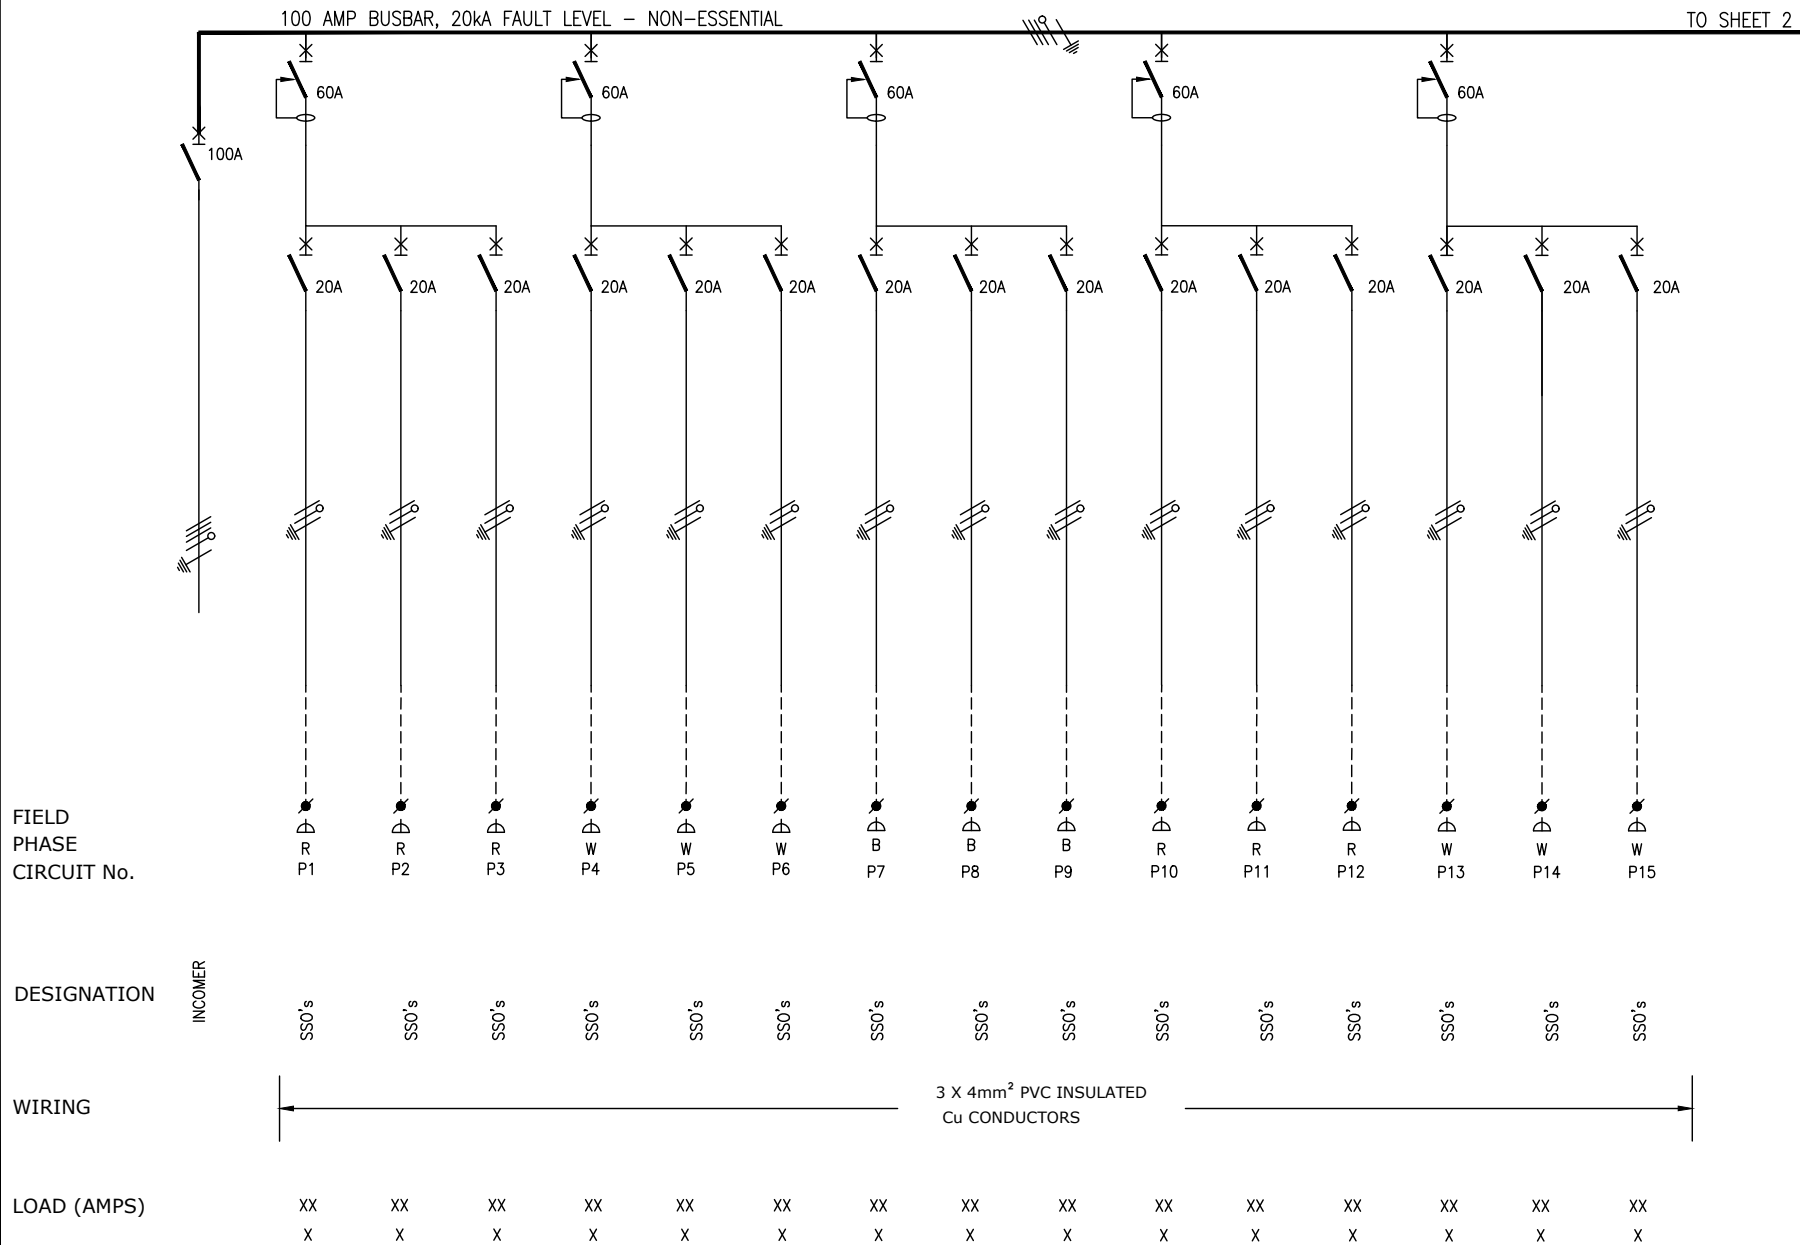 100 AMP BUSBAR, 20kA FAULT LEVEL – NON–ESSENTIAL
TO SHEET 2
60A 60A 60A 60A 60A
100A
20A 20A 20A 20A 20A 20A 20A 20A 20A 20A 20A 20A 20A 20A 20A
FIELD
PHASE R R R W W W B B B R R R W W W
CIRCUIT No. P1 P2 P3 P4 P5 P6 P7 P8 P9 P10 P11 P12 P13 P14 P15
DESIGNATION INCOMER SSO's SSO's SSO's SSO's SSO's SSO's SSO's SSO's SSO's SSO's SSO's SSO's SSO's SSO's SSO's
WIRING
3 X 4mm² PVC INSULATED
Cu CONDUCTORS
LOAD (AMPS) XX XX XX XX XX XX XX XX XX XX XX XX XX XX XX
X X X X X X X X X X X X X X X